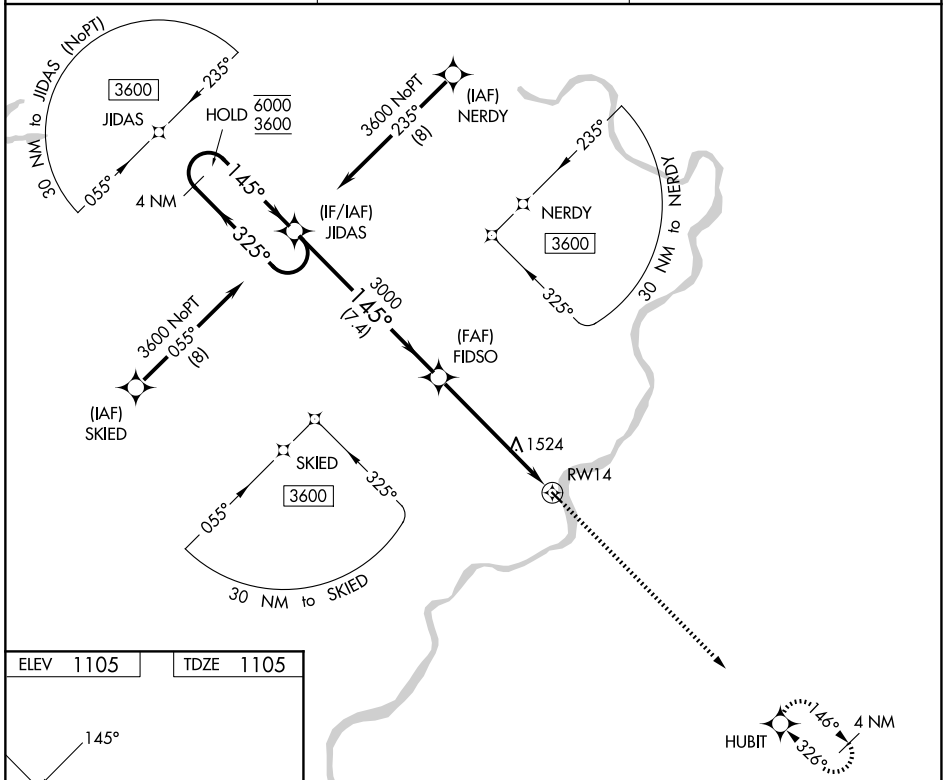 30 NM to JIDAS (NoPT)
235°
3600
JIDAS
055°
HOLD
6000
3600
4 NM
145°
325°
(IF/IAF)
JIDAS
3600 NoPT
235°
(8)
(IAF)
NERDY
235°
NERDY
3600
325°
30 NM to NERDY
3600 NoPT
055°
(8)
(IAF)
SKIED
3000
145°
(7.4)
(FAF)
FIDSO
1524
RW14
SKIED
3600
055°
325°
30 NM to SKIED
ELEV 1105
TDZE 1105
145°
HUBIT
146°
326°
4 NM